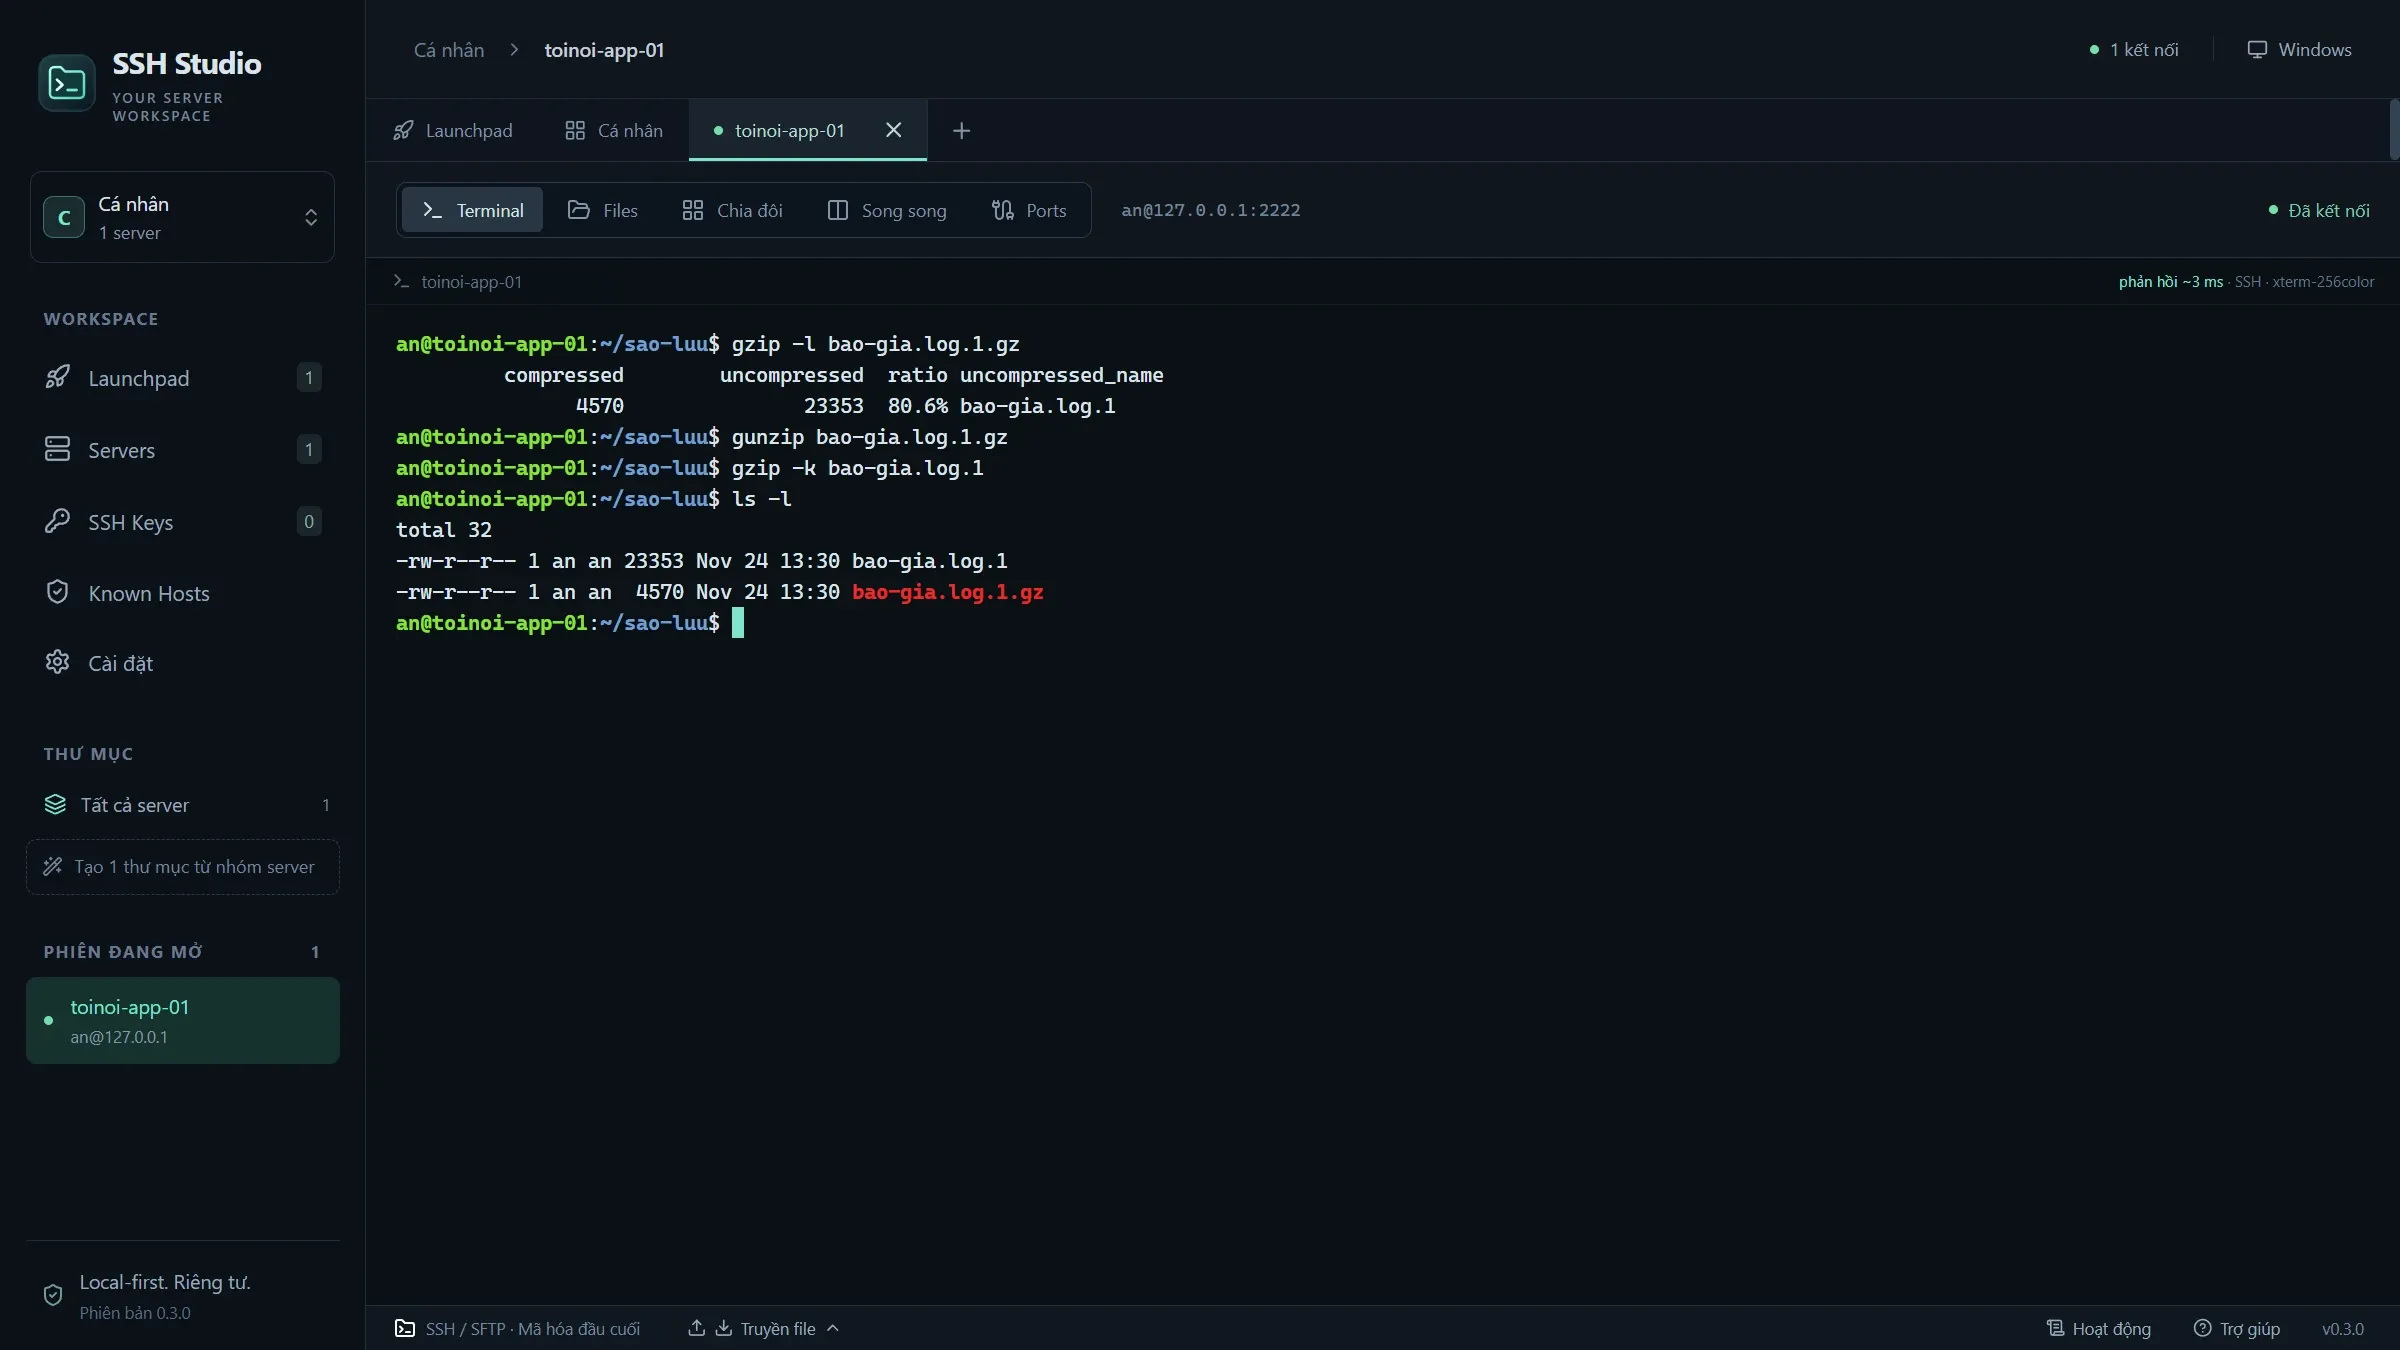 SSH Studio
YOUR SERVER
WORKSPACE
C
Cá nhân
1 server
WORKSPACE
Launchpad 1
Servers 1
SSH Keys 0
Known Hosts
Cài đặt
THƯ MỤC
Tất cả server 1
Tạo 1 thư mục từ nhóm server
PHIÊN ĐANG MỞ 1
toinoi-app-01
an@127.0.0.1
Local-first. Riêng tư.
Phiên bản 0.3.0
Cá nhân > toinoi-app-01
1 kết nối
Windows
Launchpad
Cá nhân
toinoi-app-01
Terminal
Files
Chia đôi
Song song
Ports
an@127.0.0.1:2222
Đã kết nối
toinoi-app-01
phản hồi ~3 ms · SSH · xterm-256color
an@toinoi-app-01:~/sao-luu$ gzip -l bao-gia.log.1.gz
         compressed        uncompressed  ratio uncompressed_name
               4570               23353  80.6% bao-gia.log.1
an@toinoi-app-01:~/sao-luu$ gunzip bao-gia.log.1.gz
an@toinoi-app-01:~/sao-luu$ gzip -k bao-gia.log.1
an@toinoi-app-01:~/sao-luu$ ls -l
total 32
-rw-r--r-- 1 an an 23353 Nov 24 13:30 bao-gia.log.1
-rw-r--r-- 1 an an  4570 Nov 24 13:30 bao-gia.log.1.gz
an@toinoi-app-01:~/sao-luu$
SSH / SFTP · Mã hóa đầu cuối
Truyền file
Hoạt động
Trợ giúp
v0.3.0